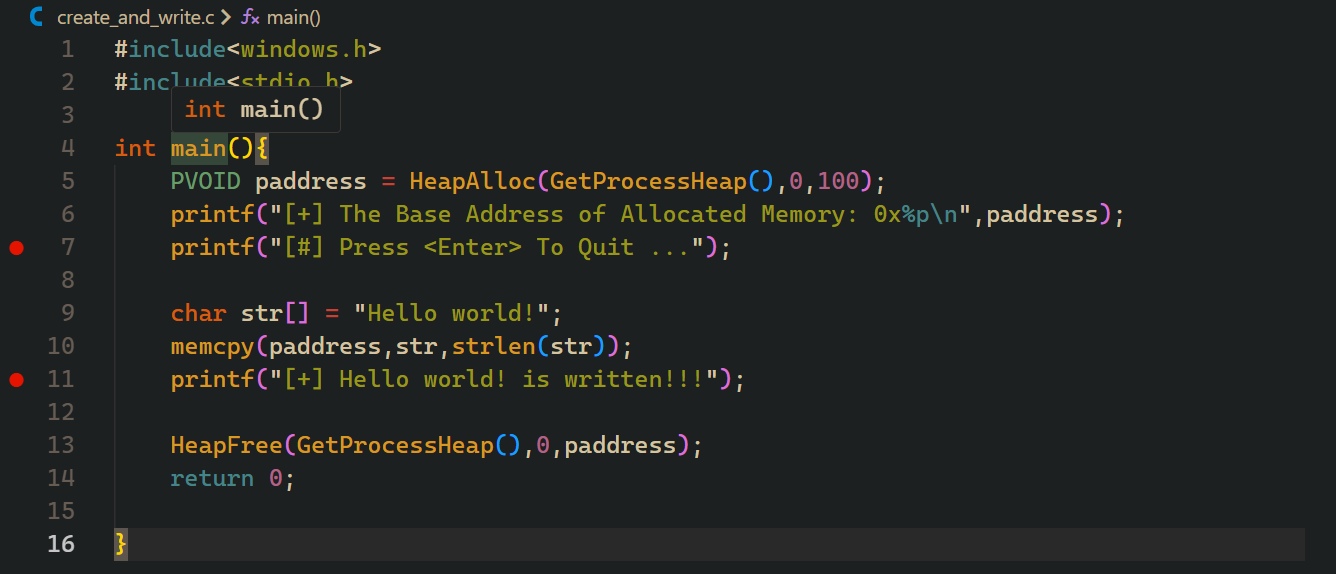 create_and_write.c > main()
1 #include<windows.h>
2 #include<stdio.h>
int main()
3
4 int main(){
5 PVOID paddress = HeapAlloc(GetProcessHeap(),0,100);
6 printf("[+] The Base Address of Allocated Memory: 0x%p\n",paddress);
7 printf("[#] Press <Enter> To Quit ...");
8
9 char str[] = "Hello world!";
10 memcpy(paddress,str,strlen(str));
11 printf("[+] Hello world! is written!!!");
12
13 HeapFree(GetProcessHeap(),0,paddress);
14 return 0;
15
16 }